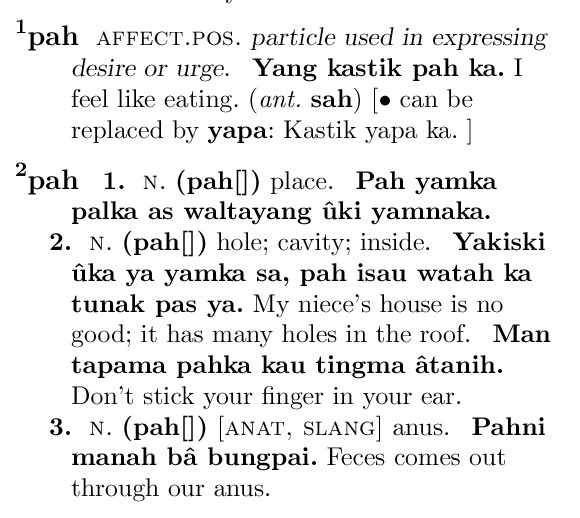 ¹pah AFFECT.POS. particle used in expressing
desire or urge. Yang kastik pah ka. I
feel like eating. (ant. sah) [• can be
replaced by yapa: Kastik yapa ka. ]
²pah 1. N. (pah[]) place. Pah yamka
palka as waltayang ûki yamnaka.
2. N. (pah[]) hole; cavity; inside. Yakiski
ûka ya yamka sa, pah isau watah ka
tunak pas ya. My niece's house is no
good; it has many holes in the roof. Man
tapama pahka kau tingma âtanih.
Don't stick your finger in your ear.
3. N. (pah[]) [ANAT, SLANG] anus. Pahni
manah bâ bungpai. Feces comes out
through our anus.